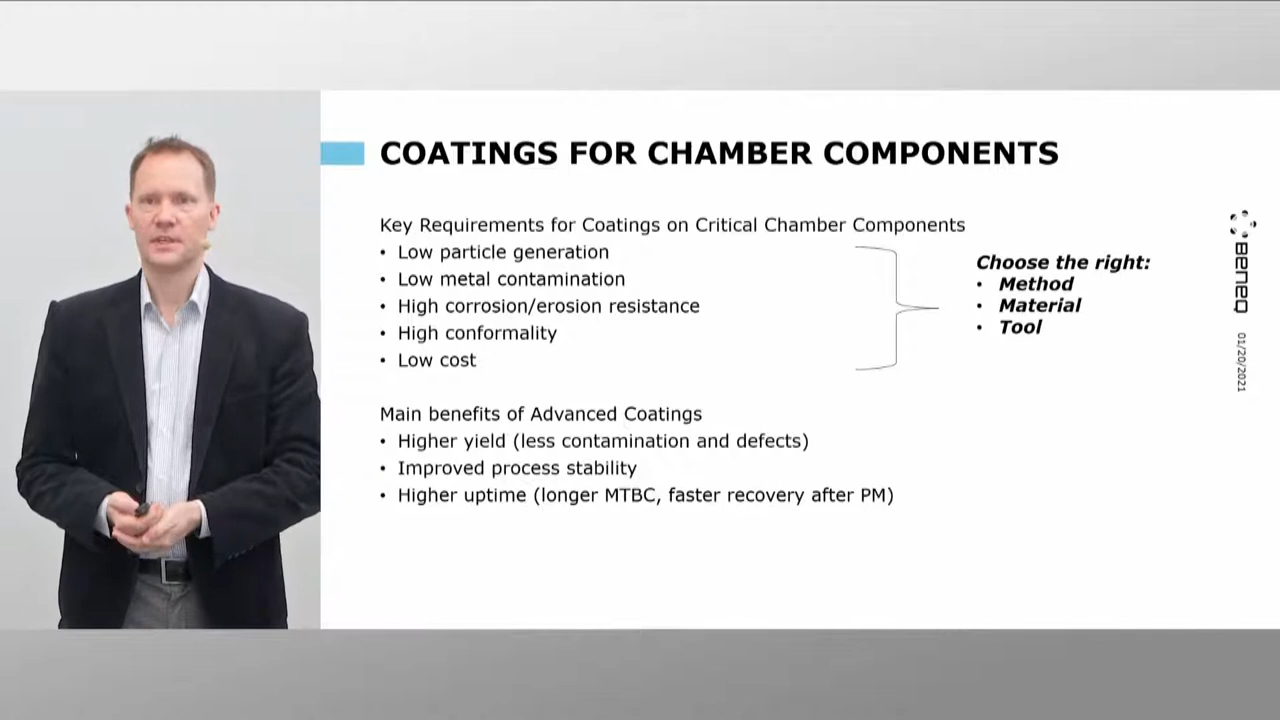 COATINGS FOR CHAMBER COMPONENTS
Key Requirements for Coatings on Critical Chamber Components
• Low particle generation
• Low metal contamination
• High corrosion/erosion resistance
• High conformality
• Low cost
Choose the right:
• Method
• Material
• Tool
Main benefits of Advanced Coatings
• Higher yield (less contamination and defects)
• Improved process stability
• Higher uptime (longer MTBC, faster recovery after PM)
BENEQ
01/20/2021